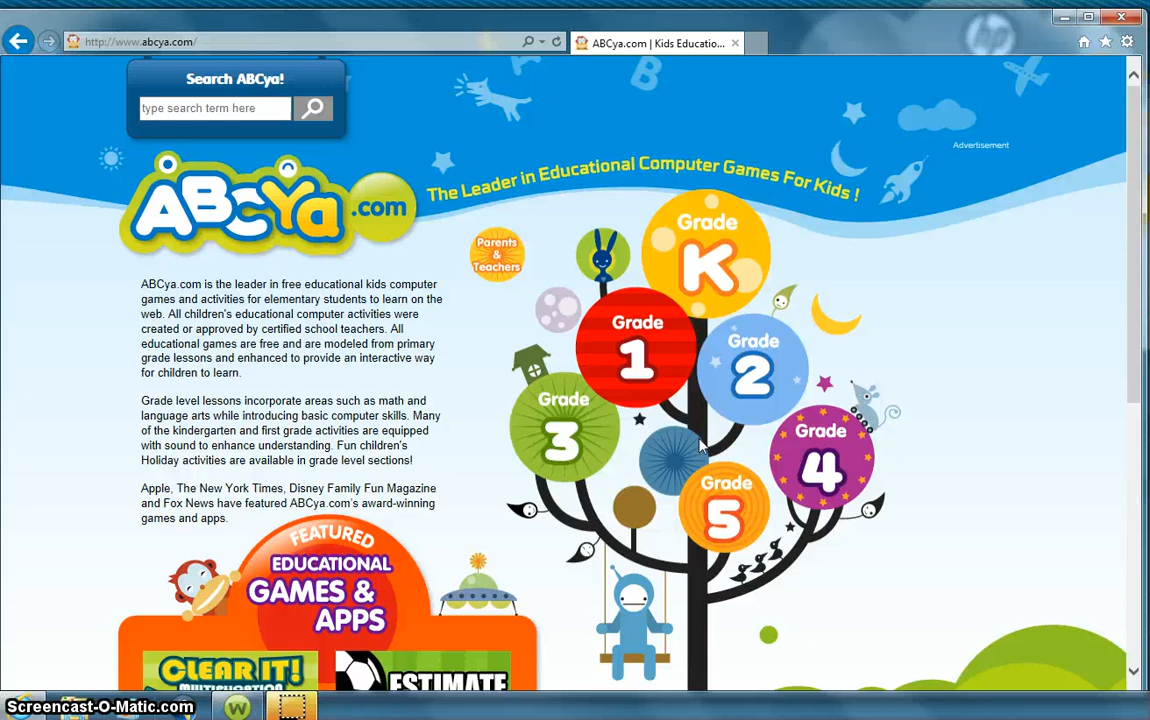 http://www.abcya.com/
ABCya.com | Kids Educatio...
Search ABCya!
type search term here
B
Advertisement
ABCYa.com
The Leader in Educational Computer Games For Kids !
Parents
&
Teachers
Grade
K
Grade
1
Grade
2
Grade
3
Grade
4
Grade
5
ABCya.com is the leader in free educational kids computer
games and activities for elementary students to learn on the
web. All children's educational computer activities were
created or approved by certified school teachers. All
educational games are free and are modeled from primary
grade lessons and enhanced to provide an interactive way
for children to learn.
Grade level lessons incorporate areas such as math and
language arts while introducing basic computer skills. Many
of the kindergarten and first grade activities are equipped
with sound to enhance understanding. Fun children's
Holiday activities are available in grade level sections!
Apple, The New York Times, Disney Family Fun Magazine
and Fox News have featured ABCya.com's award-winning
games and apps.
FEATURED
EDUCATIONAL
GAMES &
APPS
CLEAR IT!
MULTIPLICATION
ESTIMATE
W
Screencast-O-Matic.com